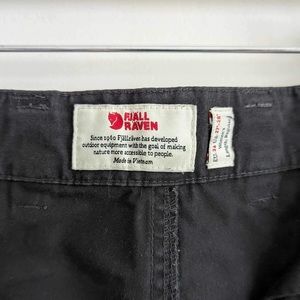 FJÄLL
RÄVEN
Since 1960 Fjällräven has developed
outdoor equipment with the goal of making
nature more accessible to people.
Made in Vietnam